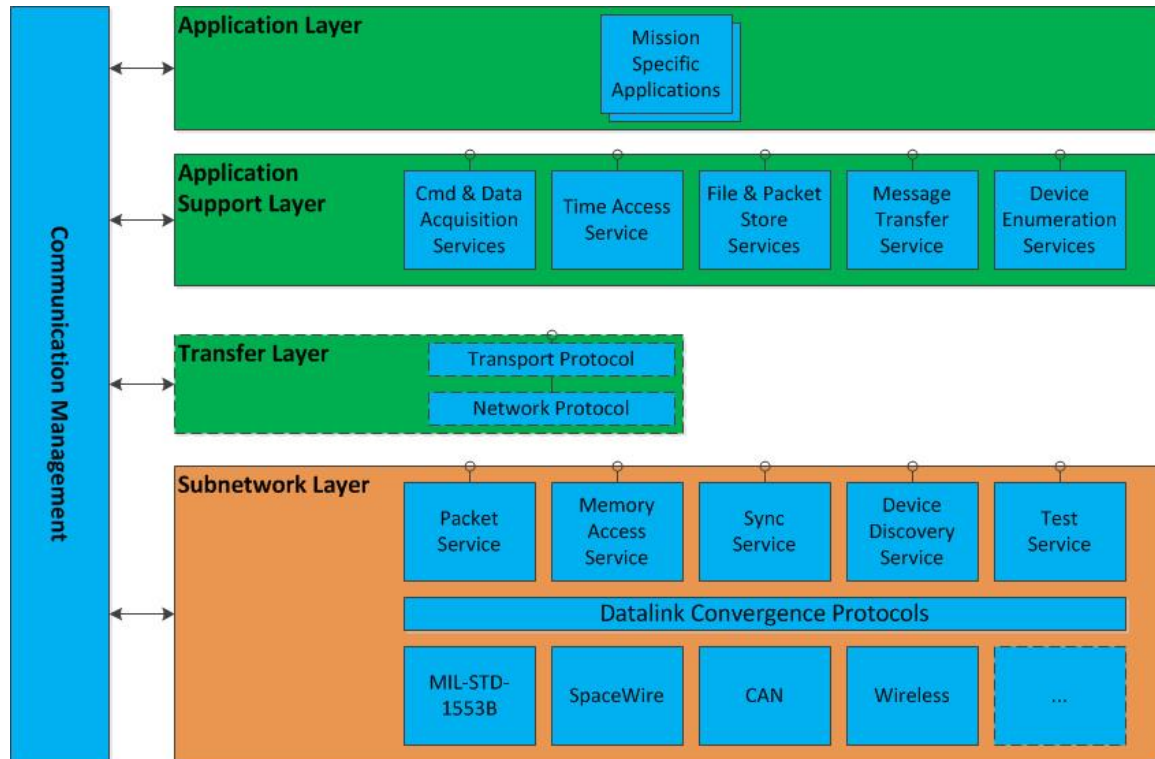 Communication Management
Application Layer
Mission
Specific
Applications
Application
Support Layer
Cmd & Data
Acquisition
Services
Time Access
Service
File & Packet
Store
Services
Message
Transfer
Service
Device
Enumeration
Services
Transfer Layer
Transport Protocol
Network Protocol
Subnetwork Layer
Packet
Service
Memory
Access
Service
Sync
Service
Device
Discovery
Service
Test
Service
Datalink Convergence Protocols
MIL-STD-
1553B
SpaceWire
CAN
Wireless
...